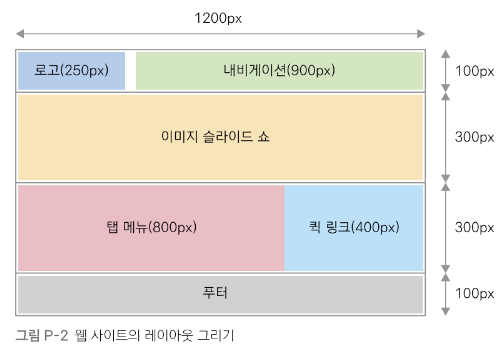 1200px
로고(250px)
내비게이션(900px)
100px
이미지 슬라이드 쇼
300px
탭 메뉴(800px)
퀵 링크(400px)
300px
푸터
100px
그림 P-2 웹 사이트의 레이아웃 그리기